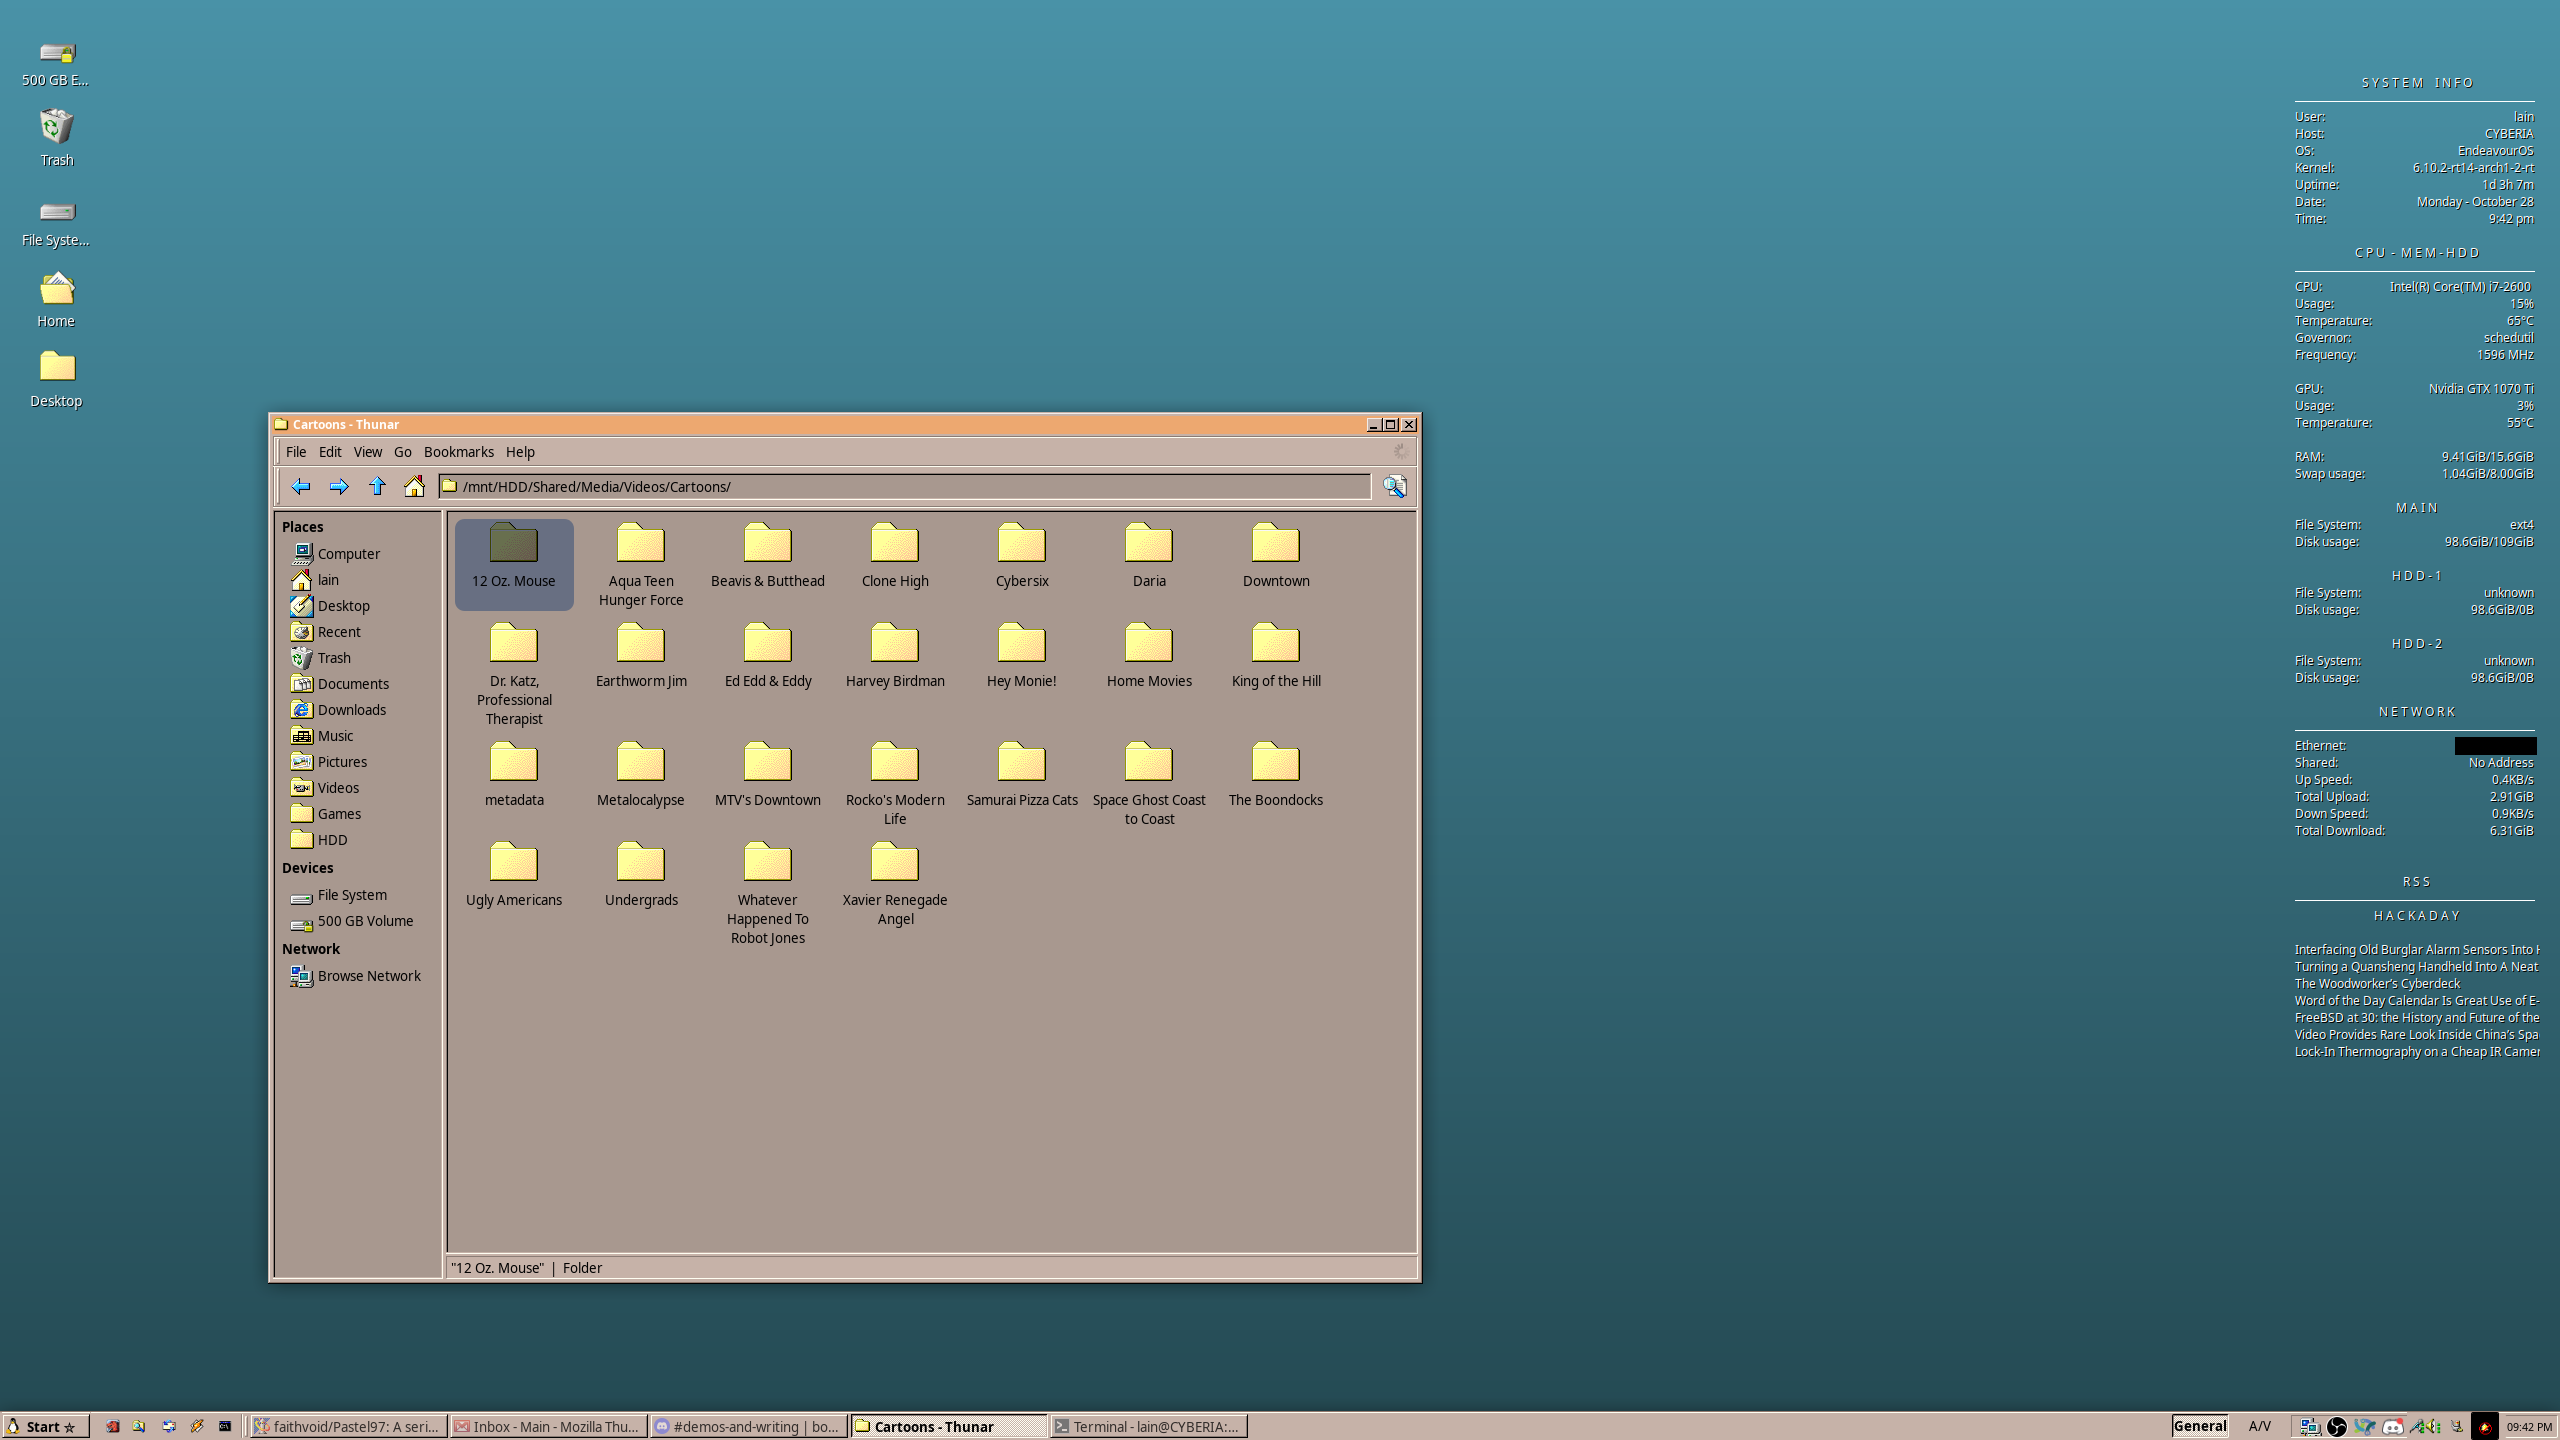 500 GB E...
Trash
File Syste...
Home
Desktop
Cartoons - Thunar
File Edit View Go Bookmarks Help
/mnt/HDD/Shared/Media/Videos/Cartoons/
Places
Computer
lain
Desktop
Recent
Trash
Documents
Downloads
Music
Pictures
Videos
Games
HDD
Devices
File System
500 GB Volume
Network
Browse Network
12 Oz. Mouse
Aqua Teen
Hunger Force
Beavis & Butthead
Clone High
Cybersix
Daria
Downtown
Dr. Katz,
Professional
Therapist
Earthworm Jim
Ed Edd & Eddy
Harvey Birdman
Hey Monie!
Home Movies
King of the Hill
metadata
Metalocalypse
MTV's Downtown
Rocko's Modern
Life
Samurai Pizza Cats
Space Ghost Coast
to Coast
The Boondocks
Ugly Americans
Undergrads
Whatever
Happened To
Robot Jones
Xavier Renegade
Angel
"12 Oz. Mouse" | Folder
SYSTEM INFO
User: lain
Host: CYBERIA
OS: EndeavourOS
Kernel: 6.10.2-rt14-arch1-2-rt
Uptime: 1d 3h 7m
Date: Monday - October 28
Time: 9:42 pm
CPU - MEM-HDD
CPU: Intel(R) Core(TM) i7-2600
Usage: 15%
Temperature: 65°C
Governor: schedutil
Frequency: 1596 MHz
GPU: Nvidia GTX 1070 Ti
Usage: 3%
Temperature: 55°C
RAM: 9.41GiB/15.6GiB
Swap usage: 1.04GiB/8.00GiB
MAIN
File System: ext4
Disk usage: 98.6GiB/109GiB
HDD-1
File System: unknown
Disk usage: 98.6GiB/0B
HDD-2
File System: unknown
Disk usage: 98.6GiB/0B
NETWORK
Ethernet:
Shared: No Address
Up Speed: 0.4KB/s
Total Upload: 2.91GiB
Down Speed: 0.9KB/s
Total Download: 6.31GiB
RSS
HACKADAY
Interfacing Old Burglar Alarm Sensors Into
Turning a Quansheng Handheld Into A Neat
The Woodworker's Cyberdeck
Word of the Day Calendar Is Great Use of E-
FreeBSD at 30: the History and Future of the
Video Provides Rare Look Inside China's Spa
Lock-In Thermography on a Cheap IR Camer
Start ☆
faithvoid/Pastel97: A seri...
Inbox - Main - Mozilla Thu...
#demos-and-writing | bo...
Cartoons - Thunar
Terminal - lain@CYBERIA:...
General
A/V
09:42 PM